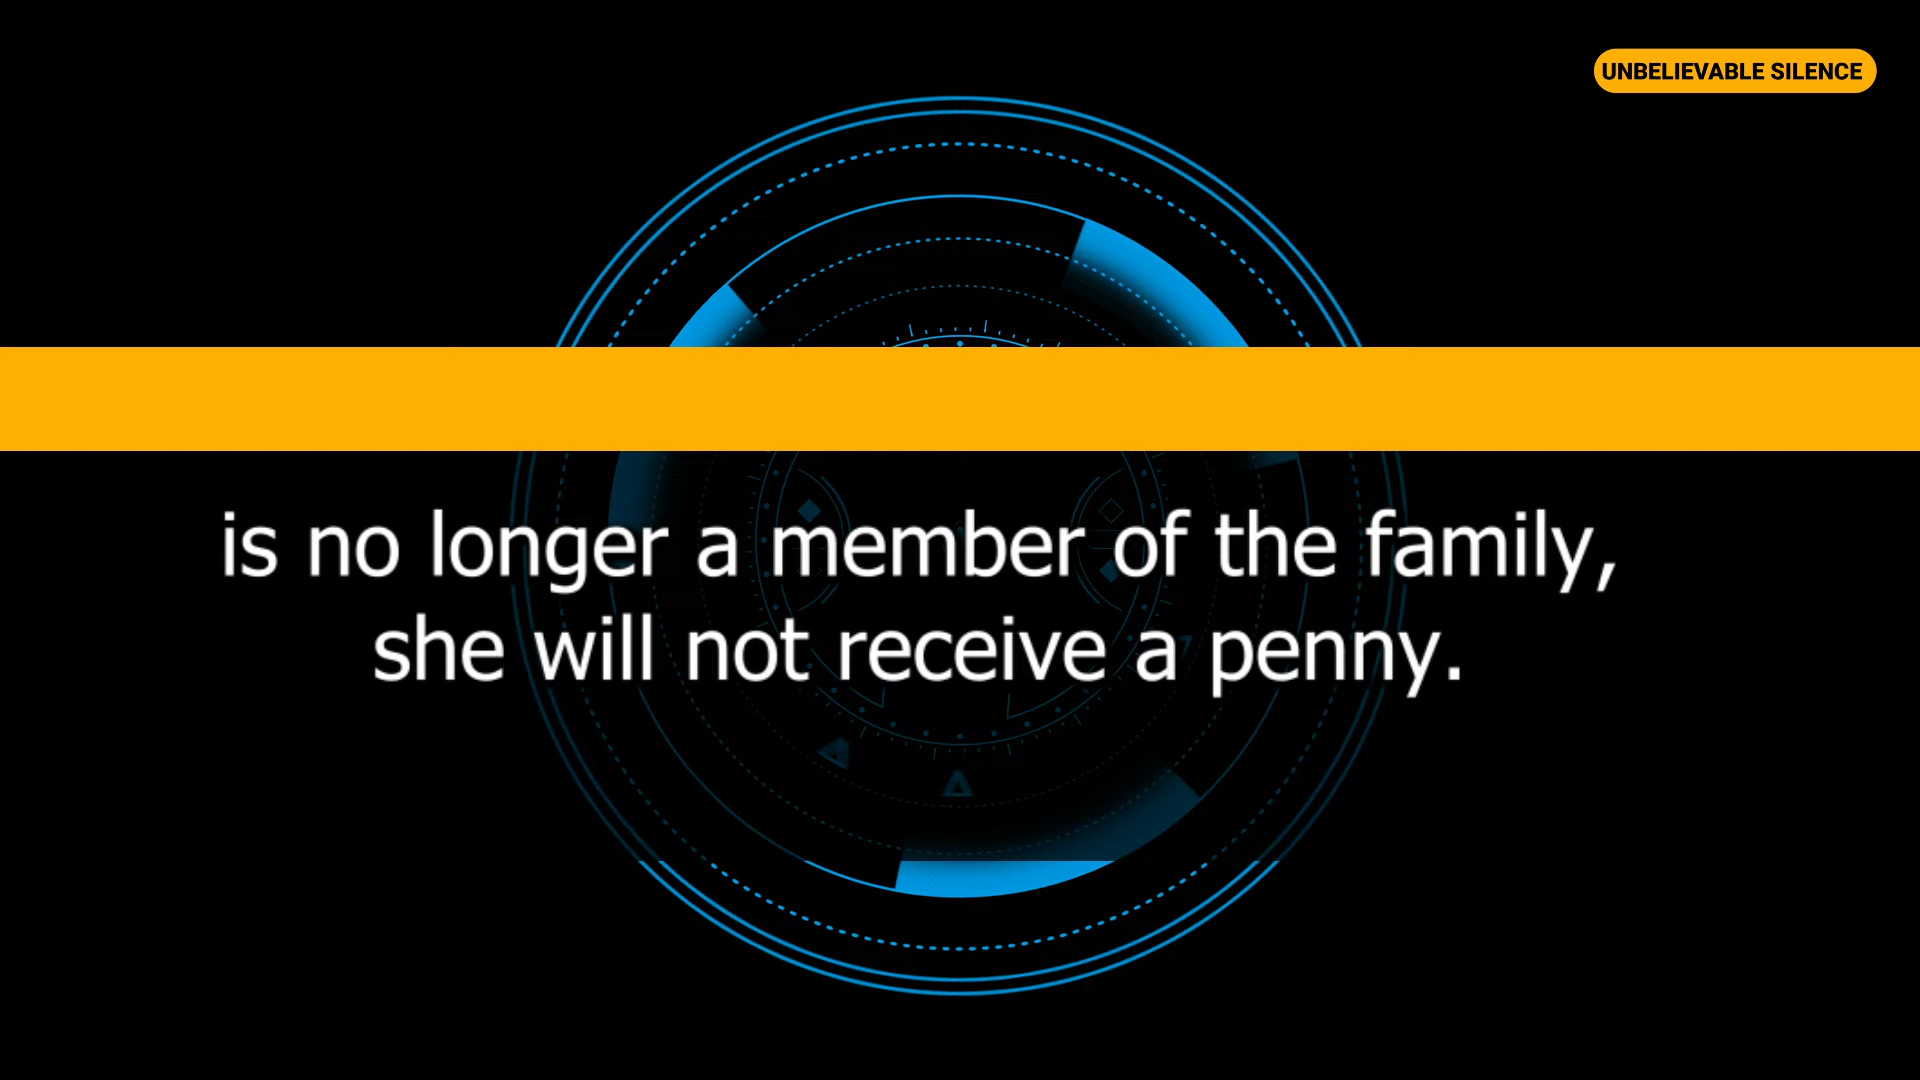 UNBELIEVABLE SILENCE
is no longer a member of the family,
she will not receive a penny.